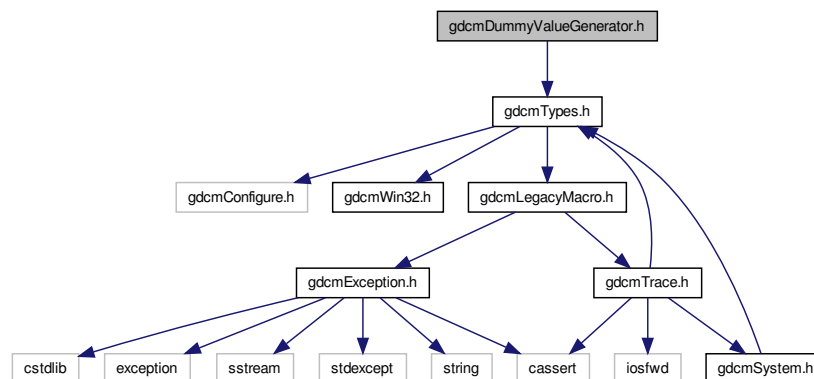 gdcmDummyValueGenerator.h
gdcmTypes.h
gdcmConfigure.h
gdcmWin32.h
gdcmLegacyMacro.h
gdcmException.h
gdcmTrace.h
cstdlib
exception
sstream
stdexcept
string
cassert
iosfwd
gdcmSystem.h